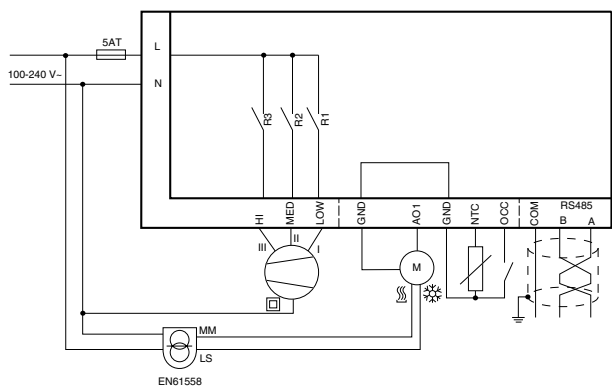 5AT
L
100-240 V~
N
R3
R2
R1
HI
MED
LOW
GND
AO1
GND
NTC
OCC
COM
RS485
B
A
III
II
I
M
MM
LS
EN61558